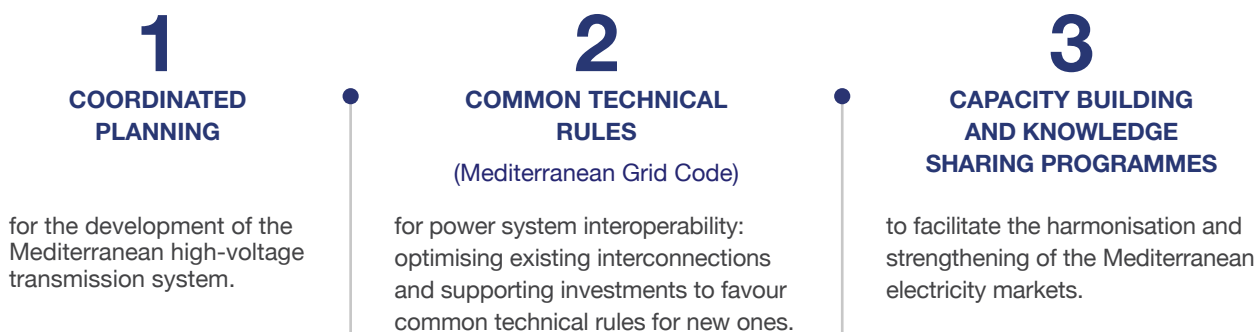 1
COORDINATED
PLANNING
for the development of the
Mediterranean high-voltage
transmission system.
2
COMMON TECHNICAL
RULES
(Mediterranean Grid Code)
for power system interoperability:
optimising existing interconnections
and supporting investments to favour
common technical rules for new ones.
3
CAPACITY BUILDING
AND KNOWLEDGE
SHARING PROGRAMMES
to facilitate the harmonisation and
strengthening of the Mediterranean
electricity markets.